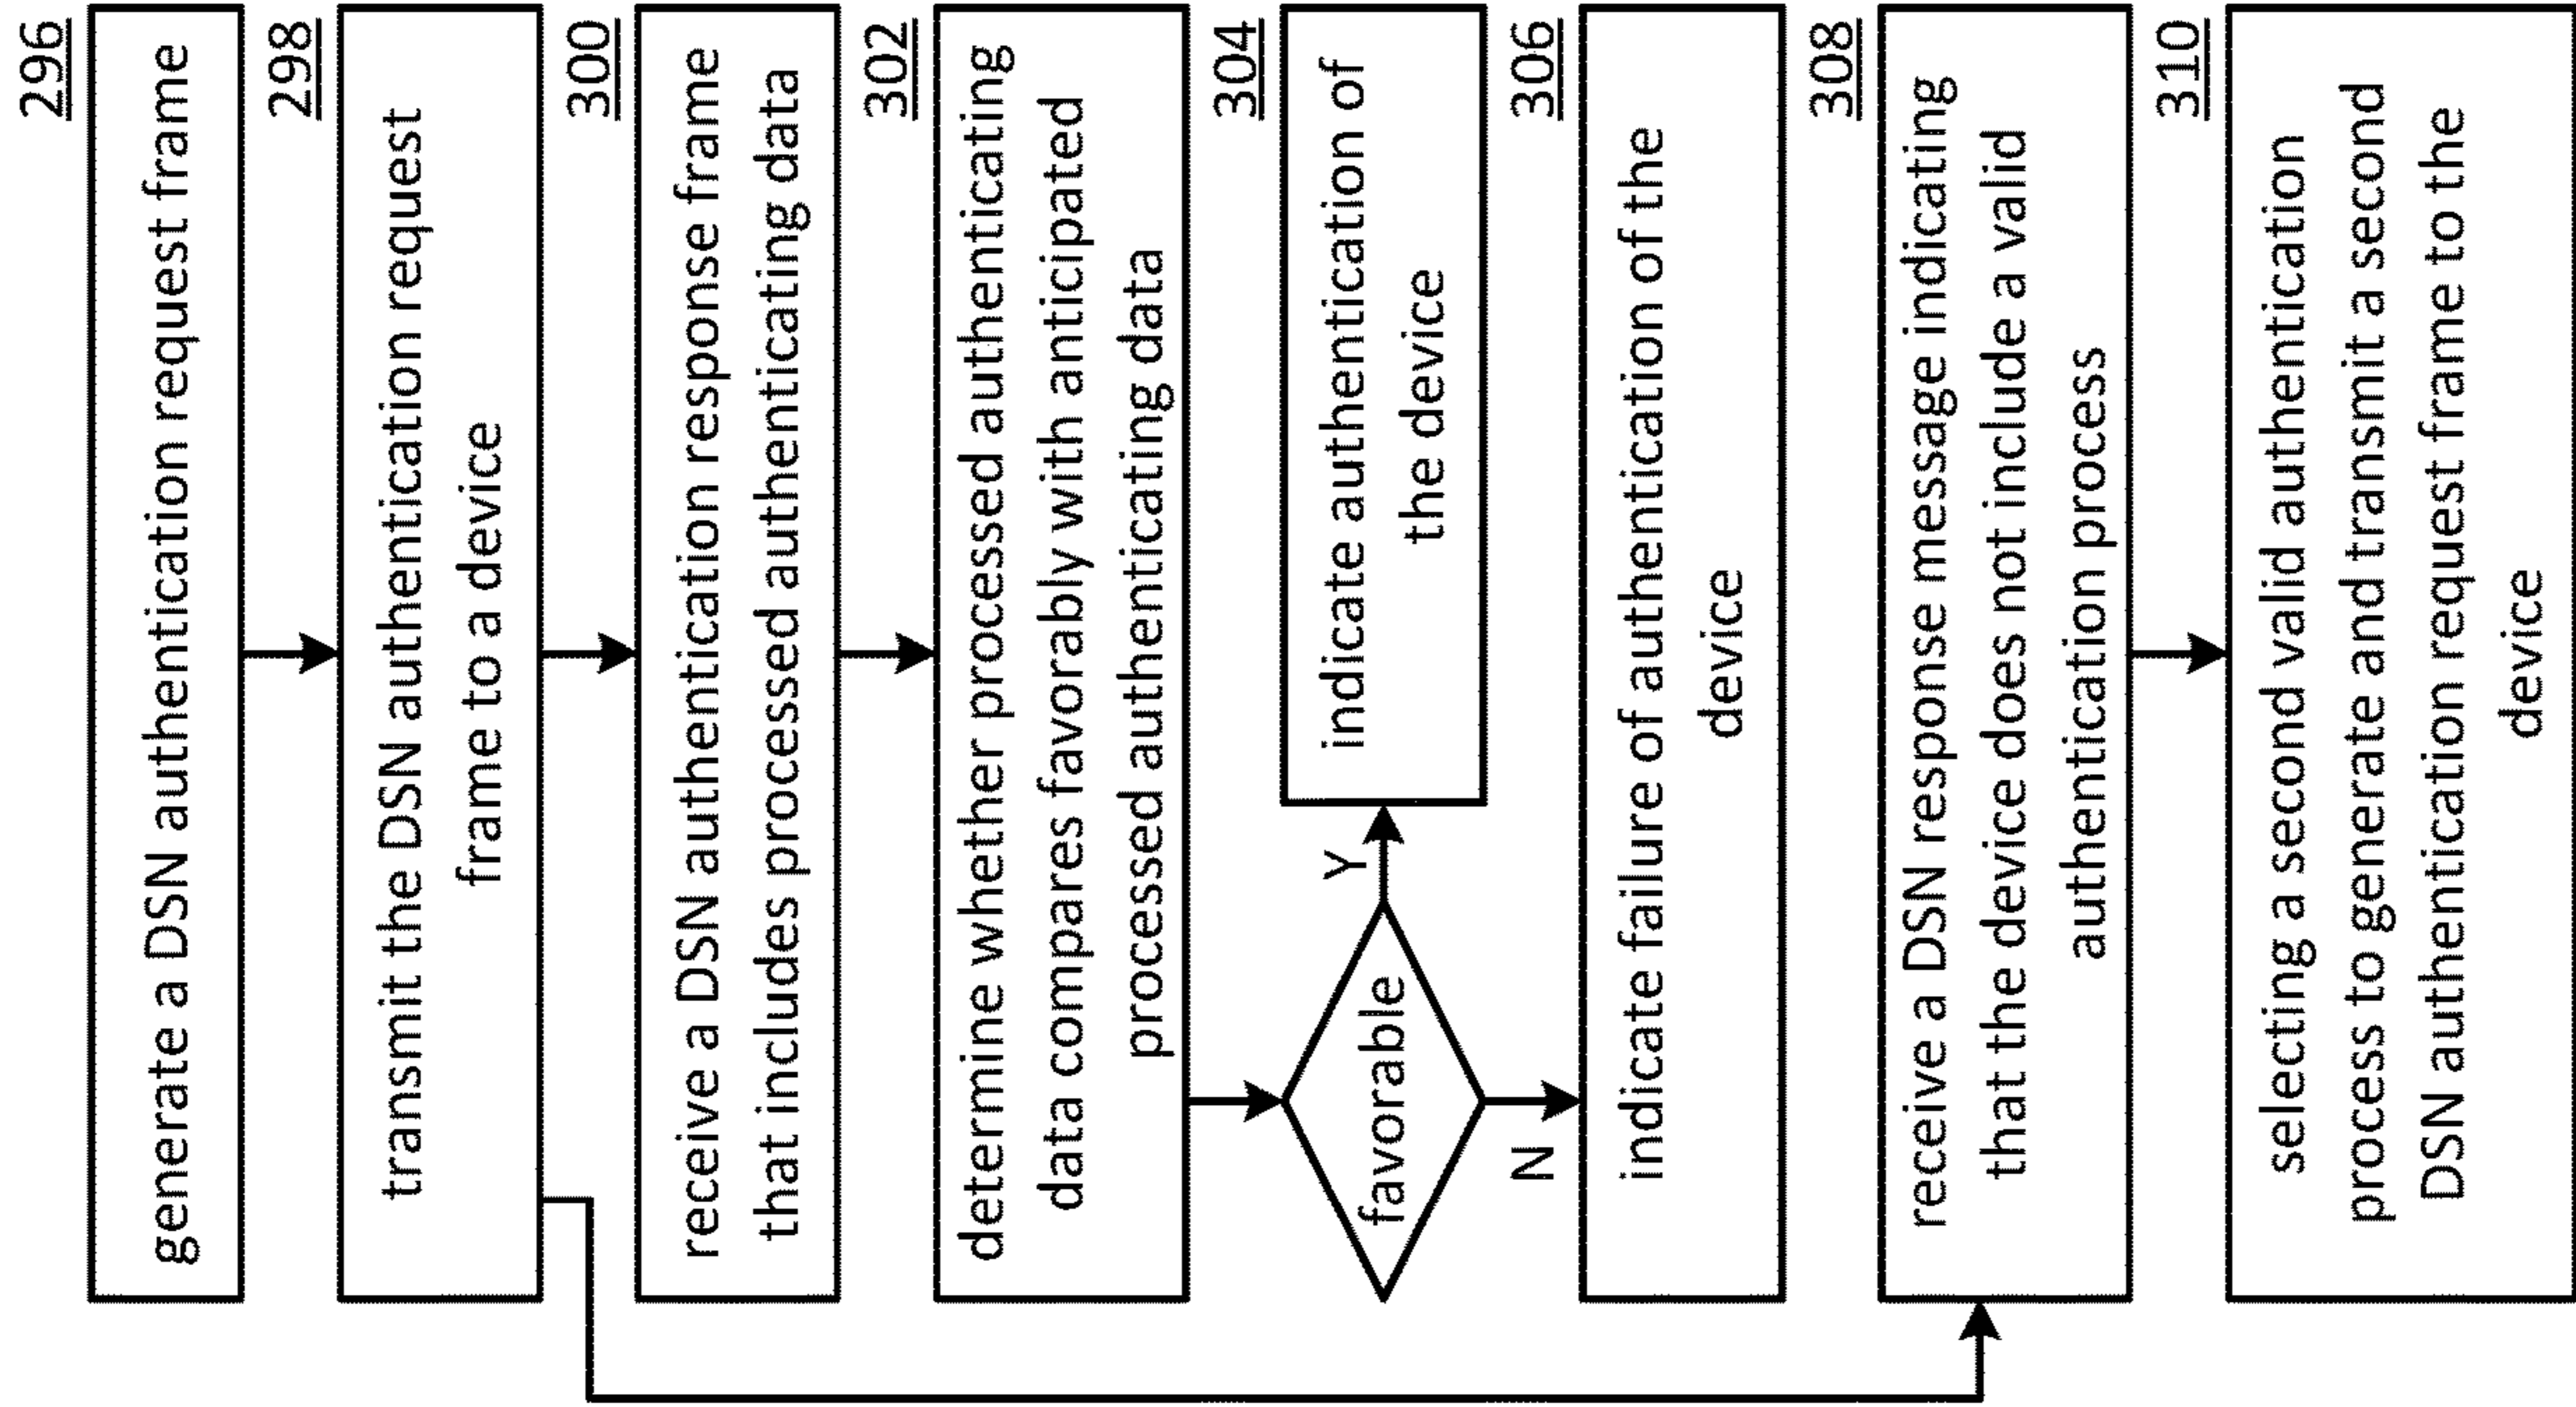 296
generate a DSN authentication request frame
298
transmit the DSN authentication request
frame to a device
300
receive a DSN authentication response frame
that includes processed authenticating data
302
determine whether processed authenticating
data compares favorably with anticipated
processed authenticating data
favorable
Y
304
indicate authentication of
the device
N
306
indicate failure of authentication of the
device
308
receive a DSN response message indicating
that the device does not include a valid
authentication process
310
selecting a second valid authentication
process to generate and transmit a second
DSN authentication request frame to the
device